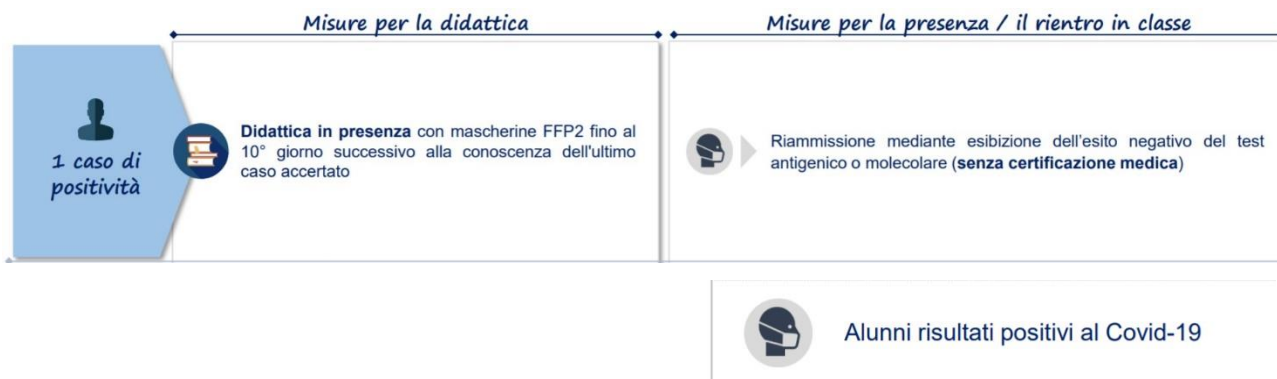 Misure per la didattica
Misure per la presenza / il rientro in classe
1 caso di
positività
Didattica in presenza con mascherine FFP2 fino al
10° giorno successivo alla conoscenza dell'ultimo
caso accertato
Riammissione mediante esibizione dell'esito negativo del test
antigenico o molecolare (senza certificazione medica)
Alunni risultati positivi al Covid-19